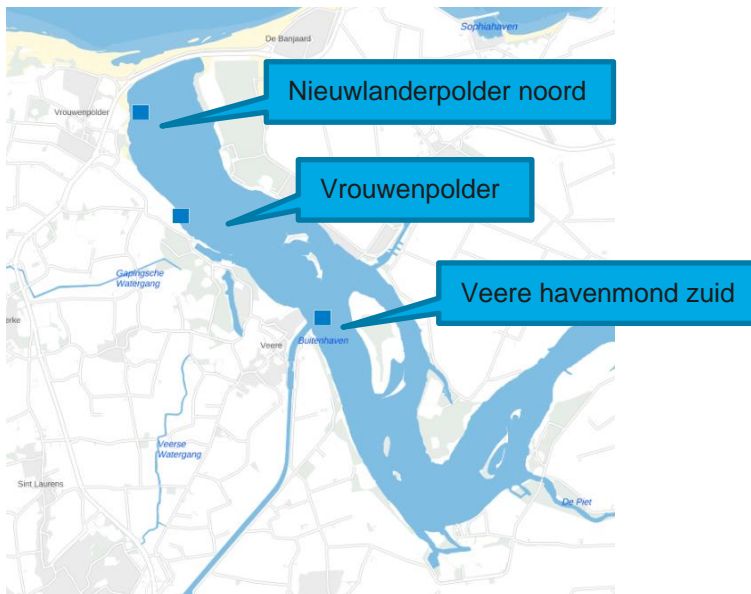 Sophiahaven
De Banjaard
Nieuwlanderpolder noord
Vrouwenpolder
Vrouwenpolder
Gapingsche
Watergang
Veere havenmond zuid
erke
Buitenhaven
Veere
Veerse
Watergang
Sint Laurens
De Piet